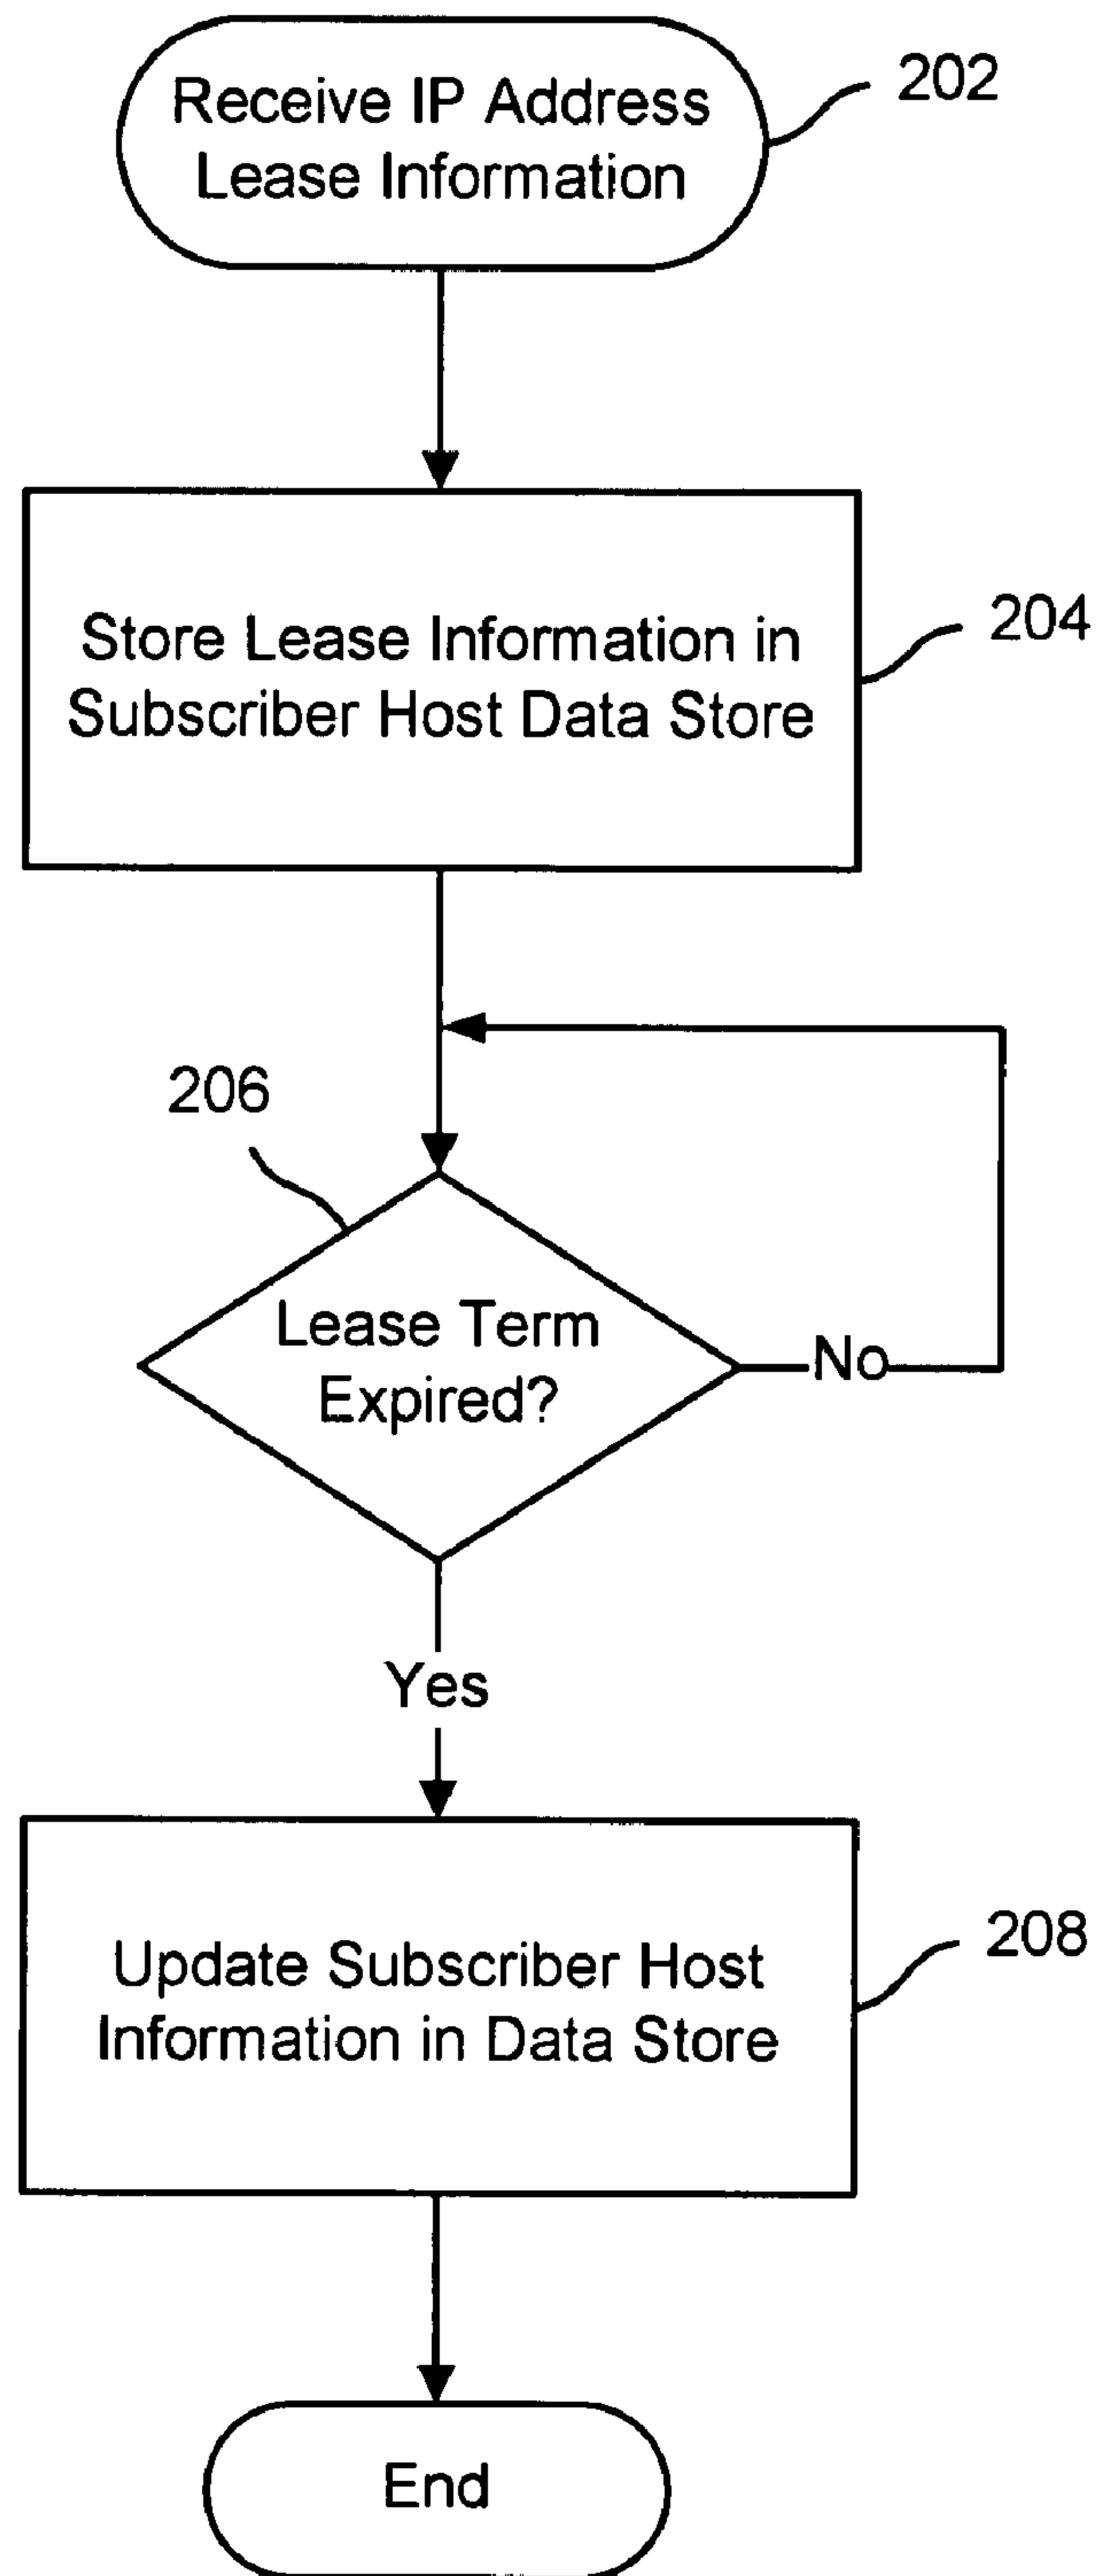 Receive IP Address
Lease Information
202
Store Lease Information in
Subscriber Host Data Store
204
206
Lease Term
Expired?
No
Yes
Update Subscriber Host
Information in Data Store
208
End